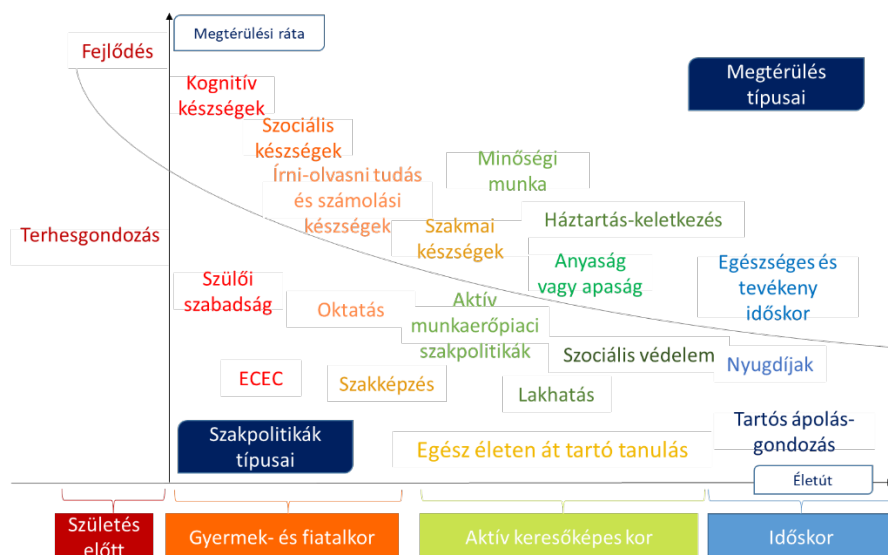 Fejlődés
Megtérülési ráta
Megtérülés
típusai
Kognitív
készségek
Szociális
készségek
Írni-olvasni tudás
és számolási
készségek
Minőségi
munka
Szakmai
készségek
Háztartás-keletkezés
Terhesgondozás
Anyaság
vagy apaság
Egészséges és
tevékeny
időskor
Szülői
szabadság
Oktatás
Aktív
munkaerőpiaci
szakpolitikák
Szociális védelem
Nyugdíjak
ECEC
Szakképzés
Lakhatás
Szakpolitikák
típusai
Egész életen át tartó tanulás
Tartós ápolás-
gondozás
Életút
Születés
előtt
Gyermek- és fiatalkor
Aktív keresőképes kor
Időskor